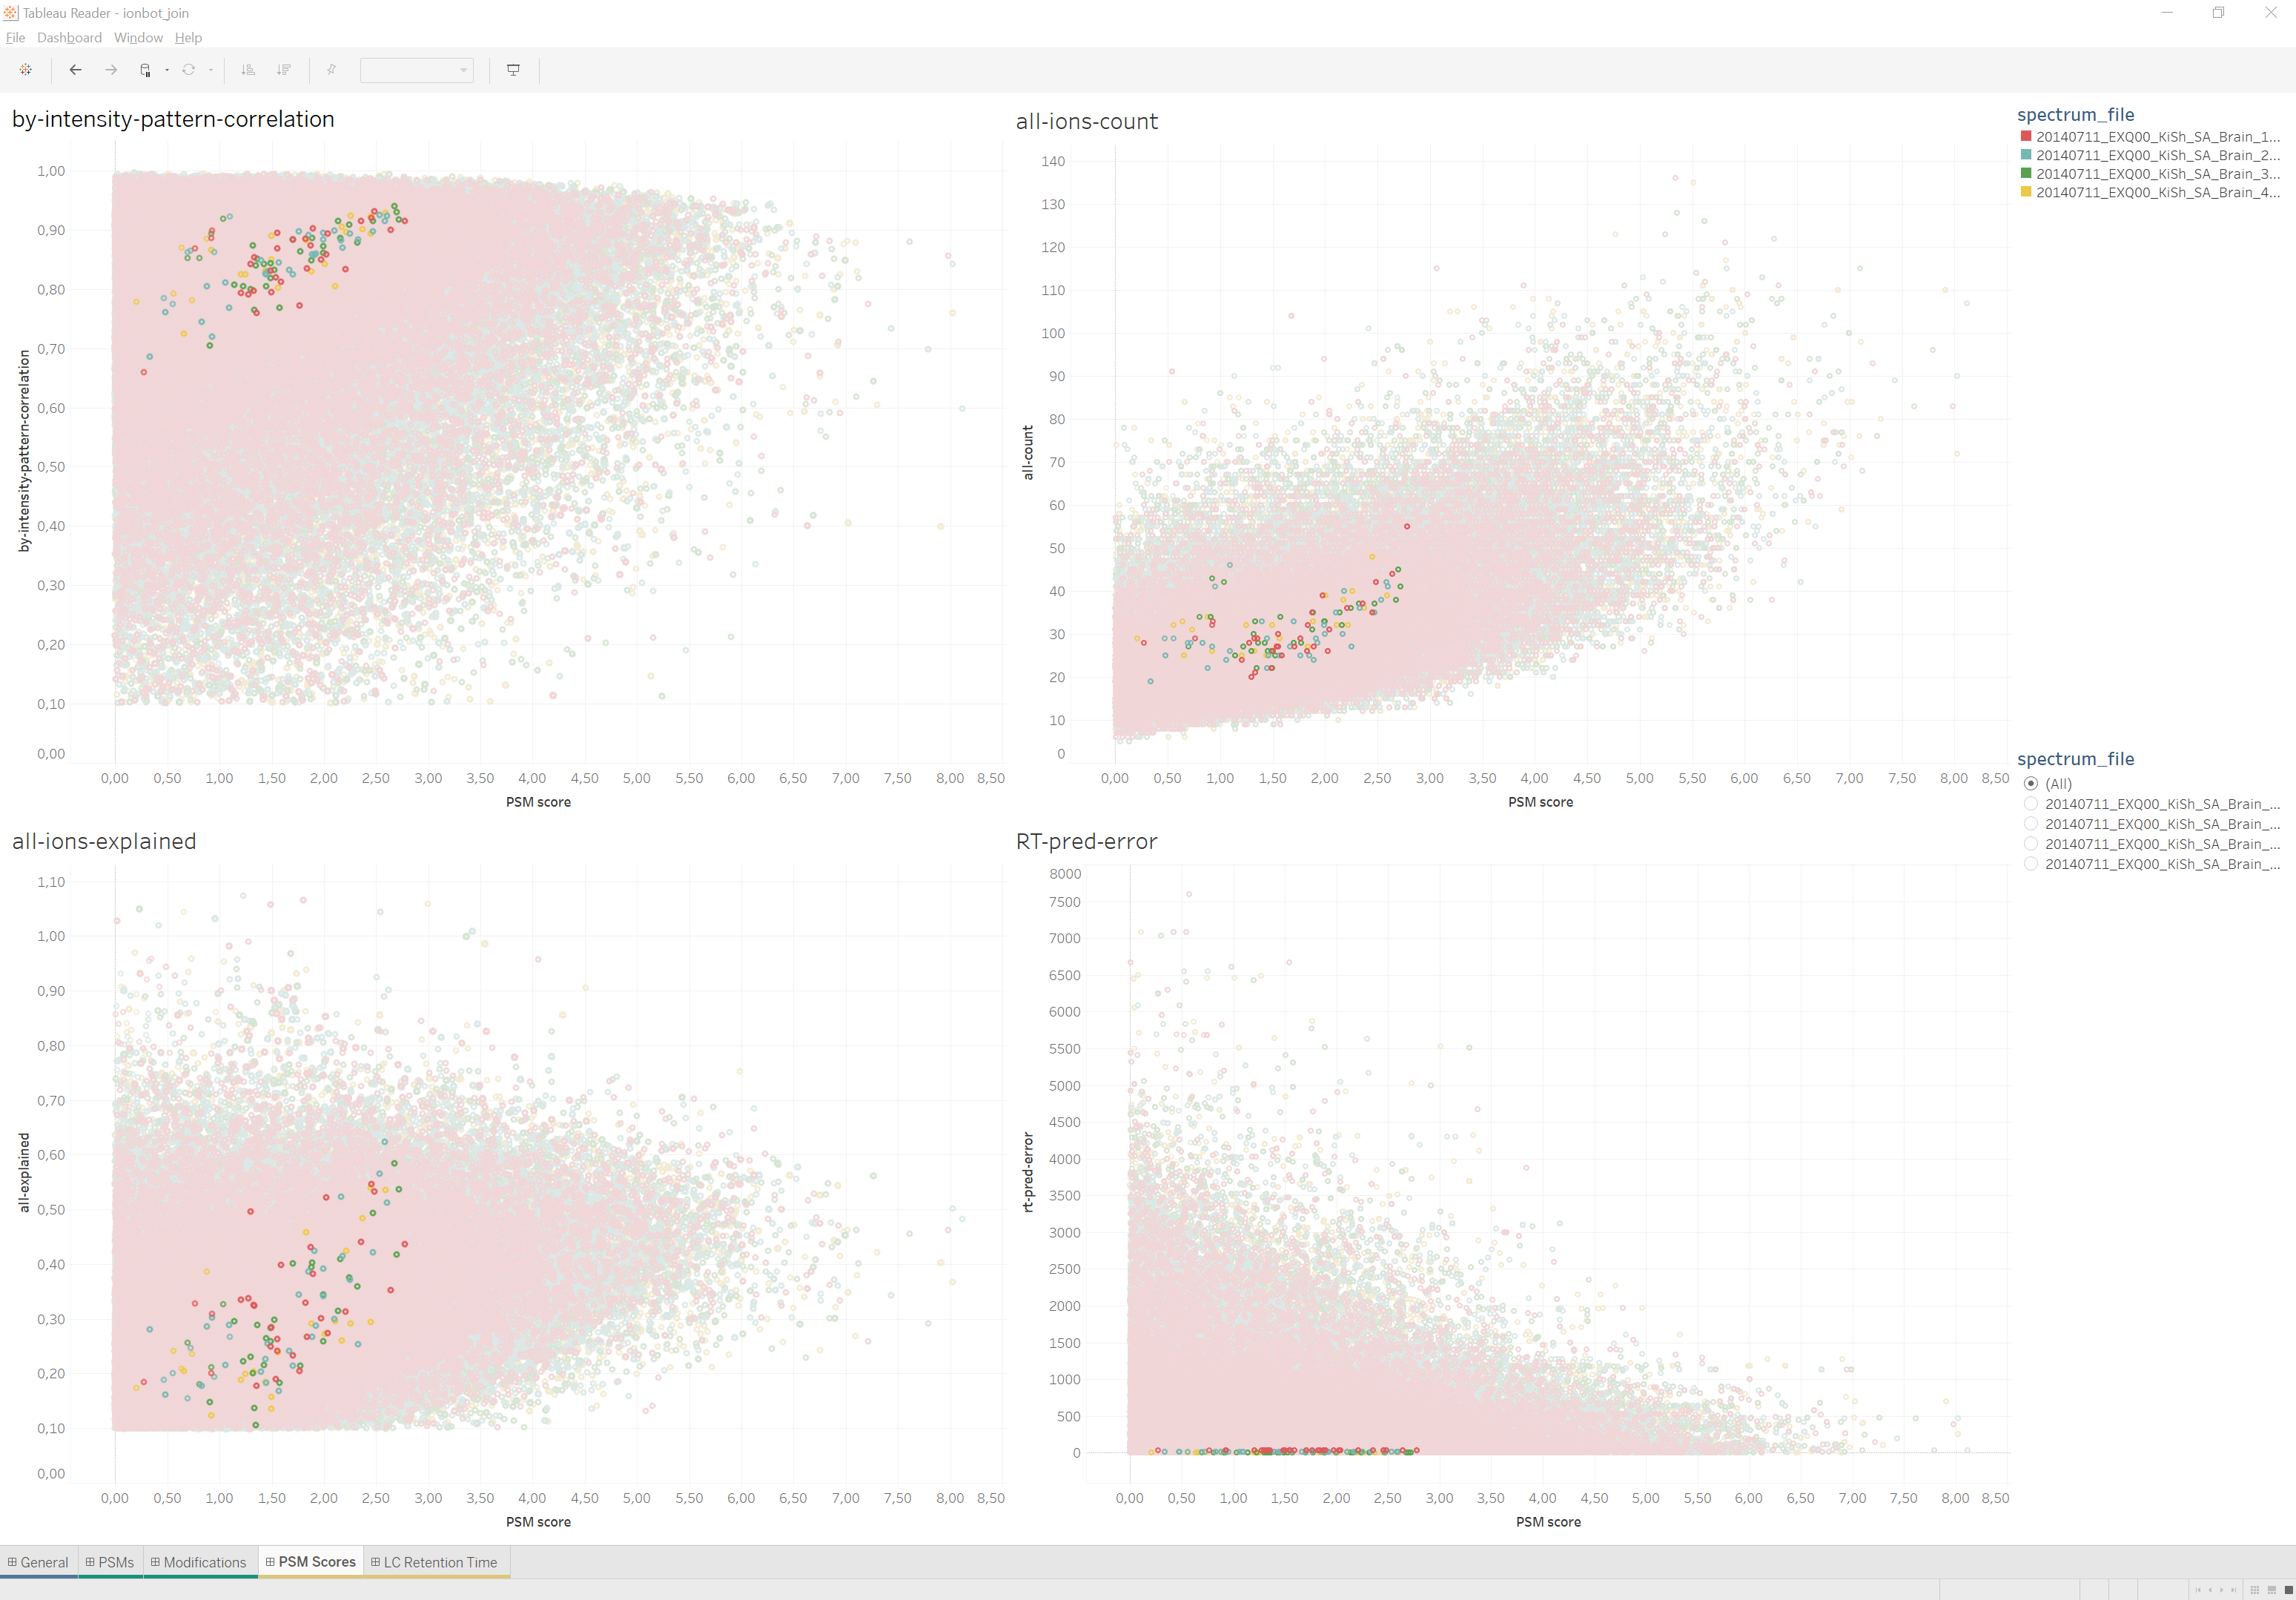 Tableau Reader - ionbot_join
File Dashboard Window Help
by-intensity-pattern-correlation
by-intensity-pattern-correlation
1,00
0,90
0,80
0,70
0,60
0,50
0,40
0,30
0,20
0,10
0,00
0,00 0,50 1,00 1,50 2,00 2,50 3,00 3,50 4,00 4,50 5,00 5,50 6,00 6,50 7,00 7,50 8,00 8,50
PSM score
all-ions-count
all-count
140
130
120
110
100
90
80
70
60
50
40
30
20
10
0
0,00 0,50 1,00 1,50 2,00 2,50 3,00 3,50 4,00 4,50 5,00 5,50 6,00 6,50 7,00 7,50 8,00 8,50
PSM score
spectrum_file
20140711_EXQ00_KiSh_SA_Brain_1...
20140711_EXQ00_KiSh_SA_Brain_2...
20140711_EXQ00_KiSh_SA_Brain_3...
20140711_EXQ00_KiSh_SA_Brain_4...
spectrum_file
(All)
20140711_EXQ00_KiSh_SA_Brain_...
20140711_EXQ00_KiSh_SA_Brain_...
20140711_EXQ00_KiSh_SA_Brain_...
20140711_EXQ00_KiSh_SA_Brain_...
all-ions-explained
all-explained
1,10
1,00
0,90
0,80
0,70
0,60
0,50
0,40
0,30
0,20
0,10
0,00
0,00 0,50 1,00 1,50 2,00 2,50 3,00 3,50 4,00 4,50 5,00 5,50 6,00 6,50 7,00 7,50 8,00 8,50
PSM score
RT-pred-error
rt-pred-error
8000
7500
7000
6500
6000
5500
5000
4500
4000
3500
3000
2500
2000
1500
1000
500
0
0,00 0,50 1,00 1,50 2,00 2,50 3,00 3,50 4,00 4,50 5,00 5,50 6,00 6,50 7,00 7,50 8,00 8,50
PSM score
General PSMs Modifications PSM Scores LC Retention Time